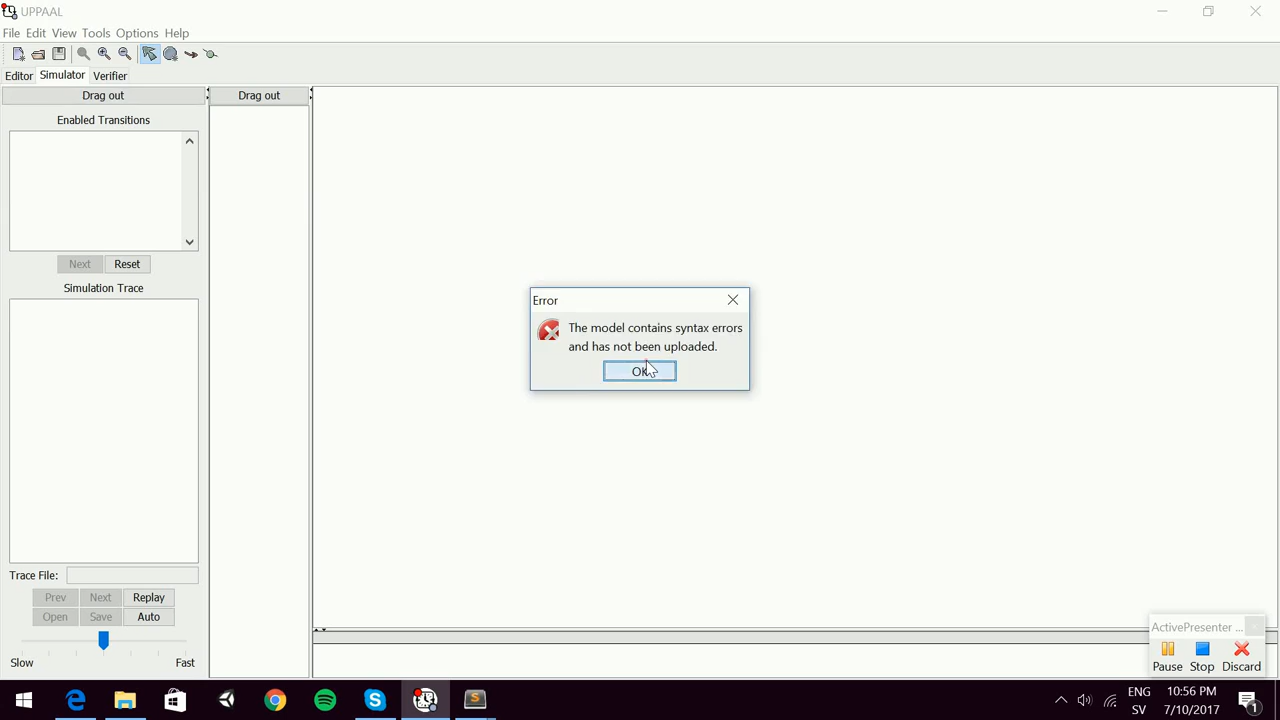 UPPAAL
File Edit View Tools Options Help
Editor Simulator Verifier
Drag out Drag out
Enabled Transitions
Next Reset
Simulation Trace
Error
The model contains syntax errors
and has not been uploaded.
OK
Trace File:
Prev Next Replay
Open Save Auto
Slow Fast
ActivePresenter ...
Pause Stop Discard
ENG 10:56 PM
SV 7/10/2017
1